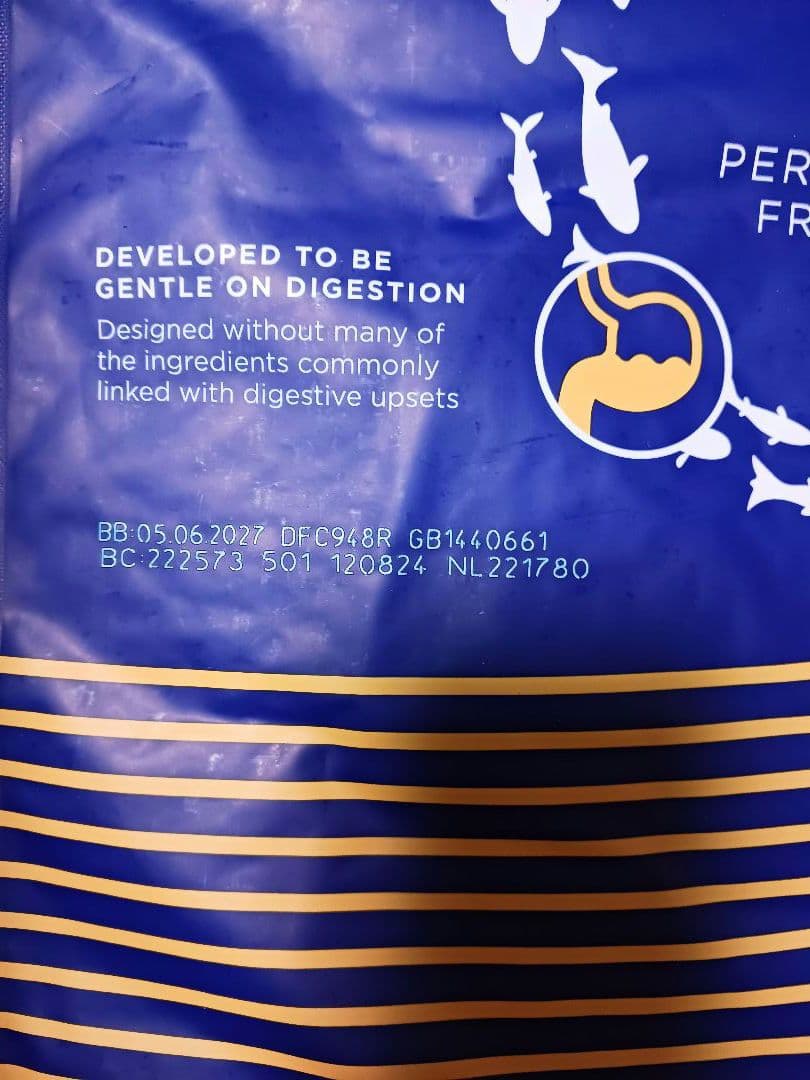 PER
FR
DEVELOPED TO BE
GENTLE ON DIGESTION
Designed without many of
the ingredients commonly
linked with digestive upsets
BB:05.06.2027 DFC948R GB1440661
BC:222573 501 120824 NL221780